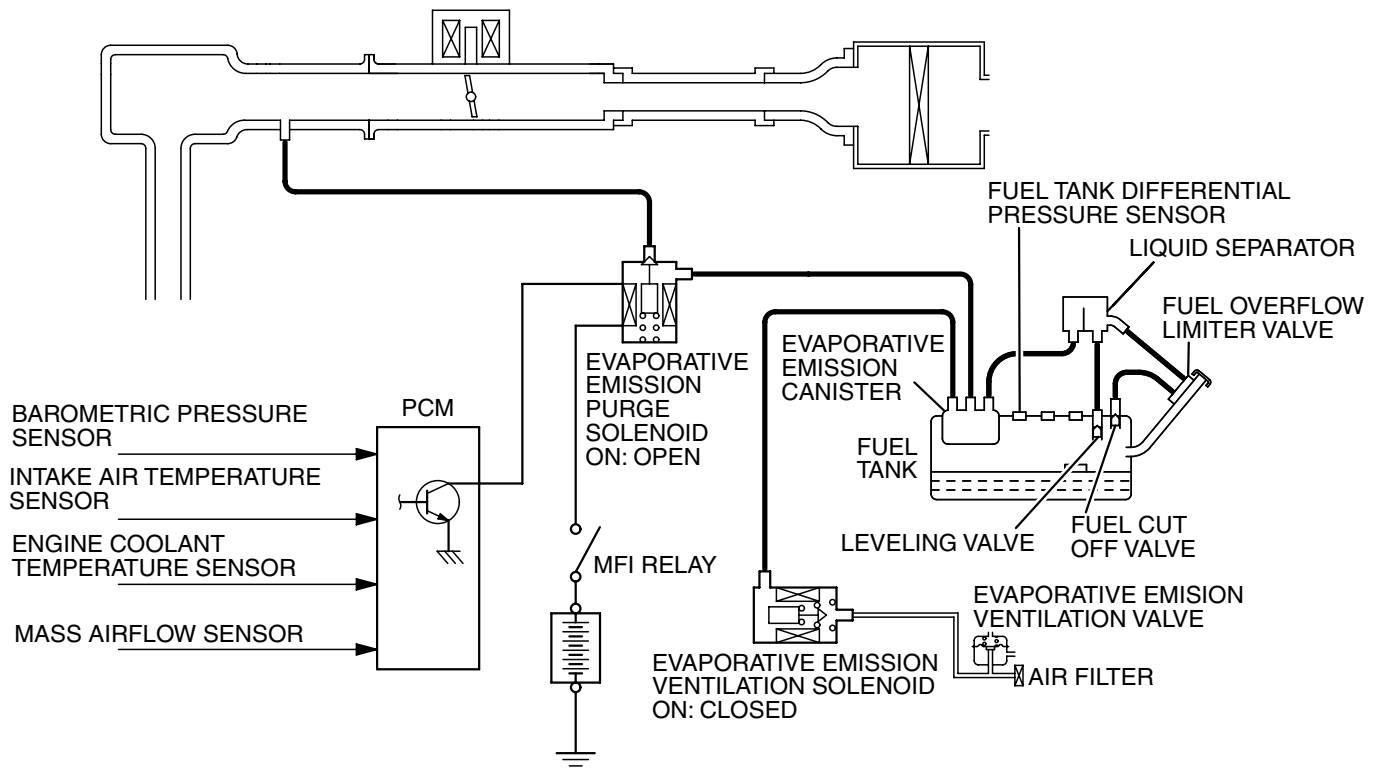 FUEL TANK DIFFERENTIAL
PRESSURE SENSOR
LIQUID SEPARATOR
FUEL OVERFLOW
LIMITER VALVE
EVAPORATIVE
EMISSION
CANISTER
EVAPORATIVE
EMISSION
PURGE
SOLENOID
ON: OPEN
BAROMETRIC PRESSURE
SENSOR
PCM
INTAKE AIR TEMPERATURE
SENSOR
FUEL
TANK
ENGINE COOLANT
TEMPERATURE SENSOR
LEVELING VALVE
FUEL CUT
OFF VALVE
MFI RELAY
MASS AIRFLOW SENSOR
EVAPORATIVE EMISION
VENTILATION VALVE
EVAPORATIVE EMISSION
VENTILATION SOLENOID
ON: CLOSED
AIR FILTER